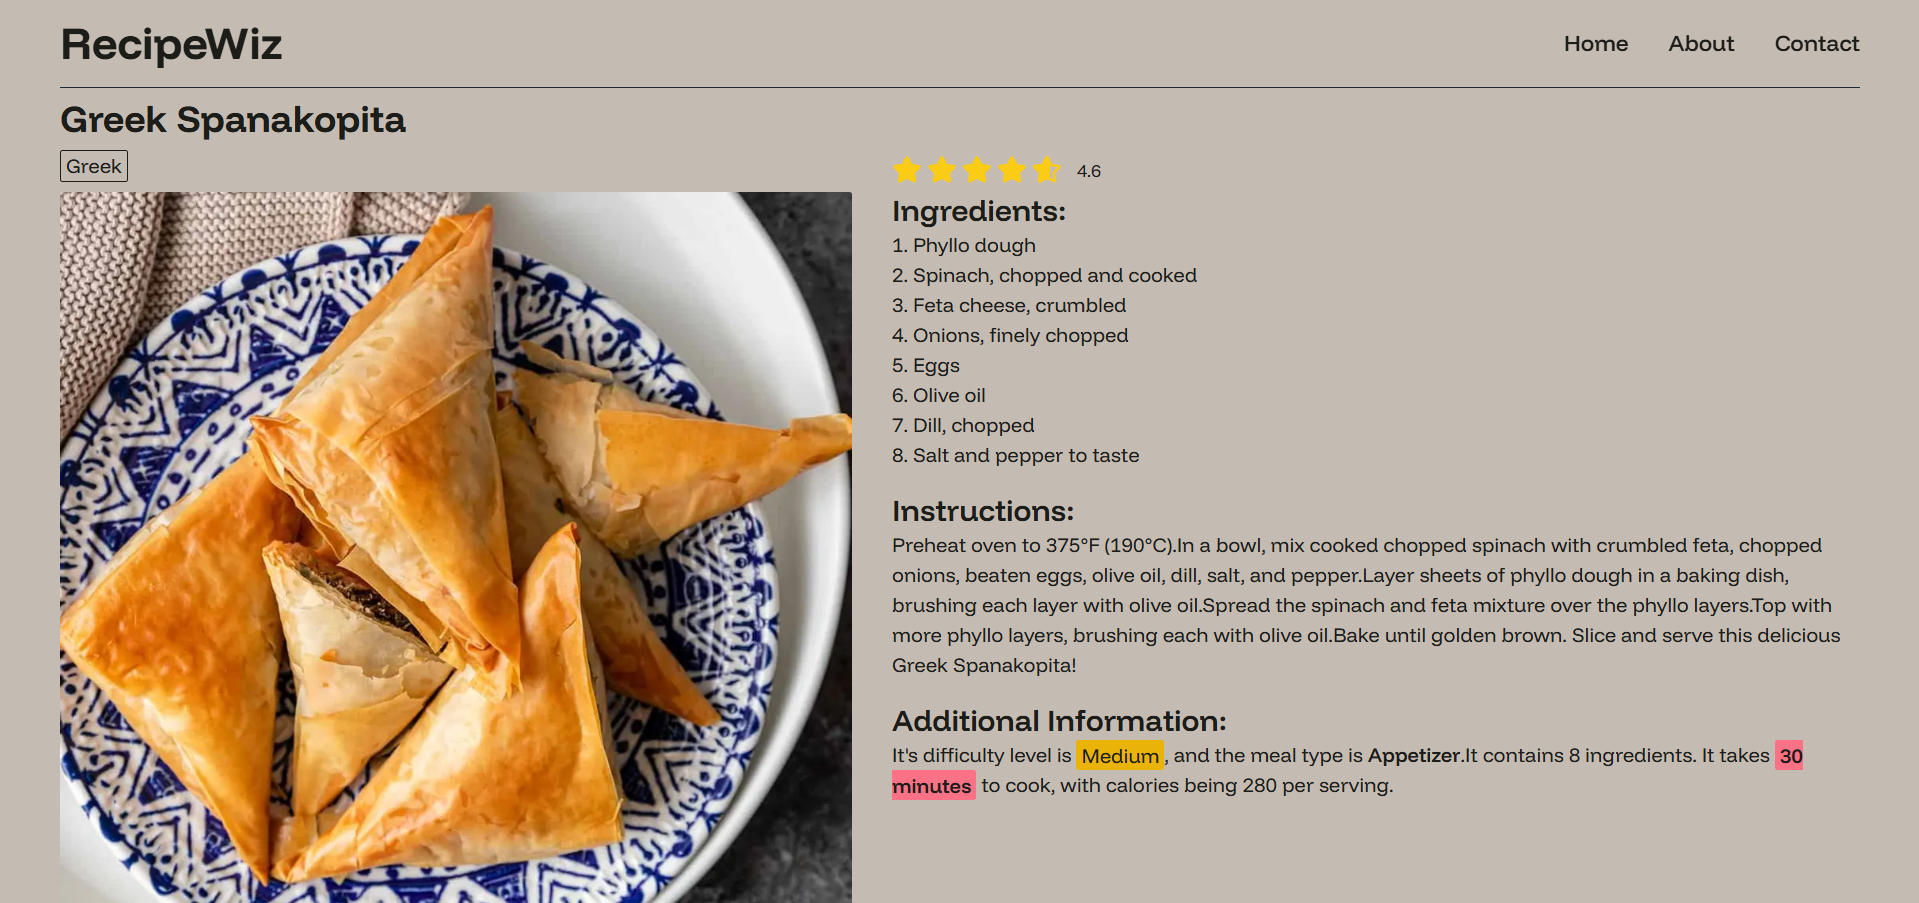 RecipeWiz
Home About Contact
Greek Spanakopita
Greek
4.6
Ingredients:
1. Phyllo dough
2. Spinach, chopped and cooked
3. Feta cheese, crumbled
4. Onions, finely chopped
5. Eggs
6. Olive oil
7. Dill, chopped
8. Salt and pepper to taste
Instructions:
Preheat oven to 375°F (190°C).In a bowl, mix cooked chopped spinach with crumbled feta, chopped
onions, beaten eggs, olive oil, dill, salt, and pepper.Layer sheets of phyllo dough in a baking dish,
brushing each layer with olive oil.Spread the spinach and feta mixture over the phyllo layers.Top with
more phyllo layers, brushing each with olive oil.Bake until golden brown. Slice and serve this delicious
Greek Spanakopita!
Additional Information:
It's difficulty level is Medium, and the meal type is Appetizer.It contains 8 ingredients. It takes 30
minutes to cook, with calories being 280 per serving.